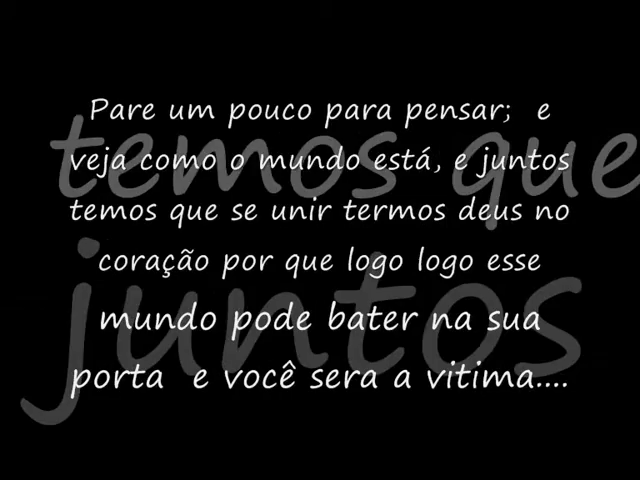 Pare um pouco para pensar; e
veja como o mundo está, e juntos
temos que se unir termos deus no
coração por que logo logo esse
mundo pode bater na sua
porta e você sera a vitima....
temos que
juntos